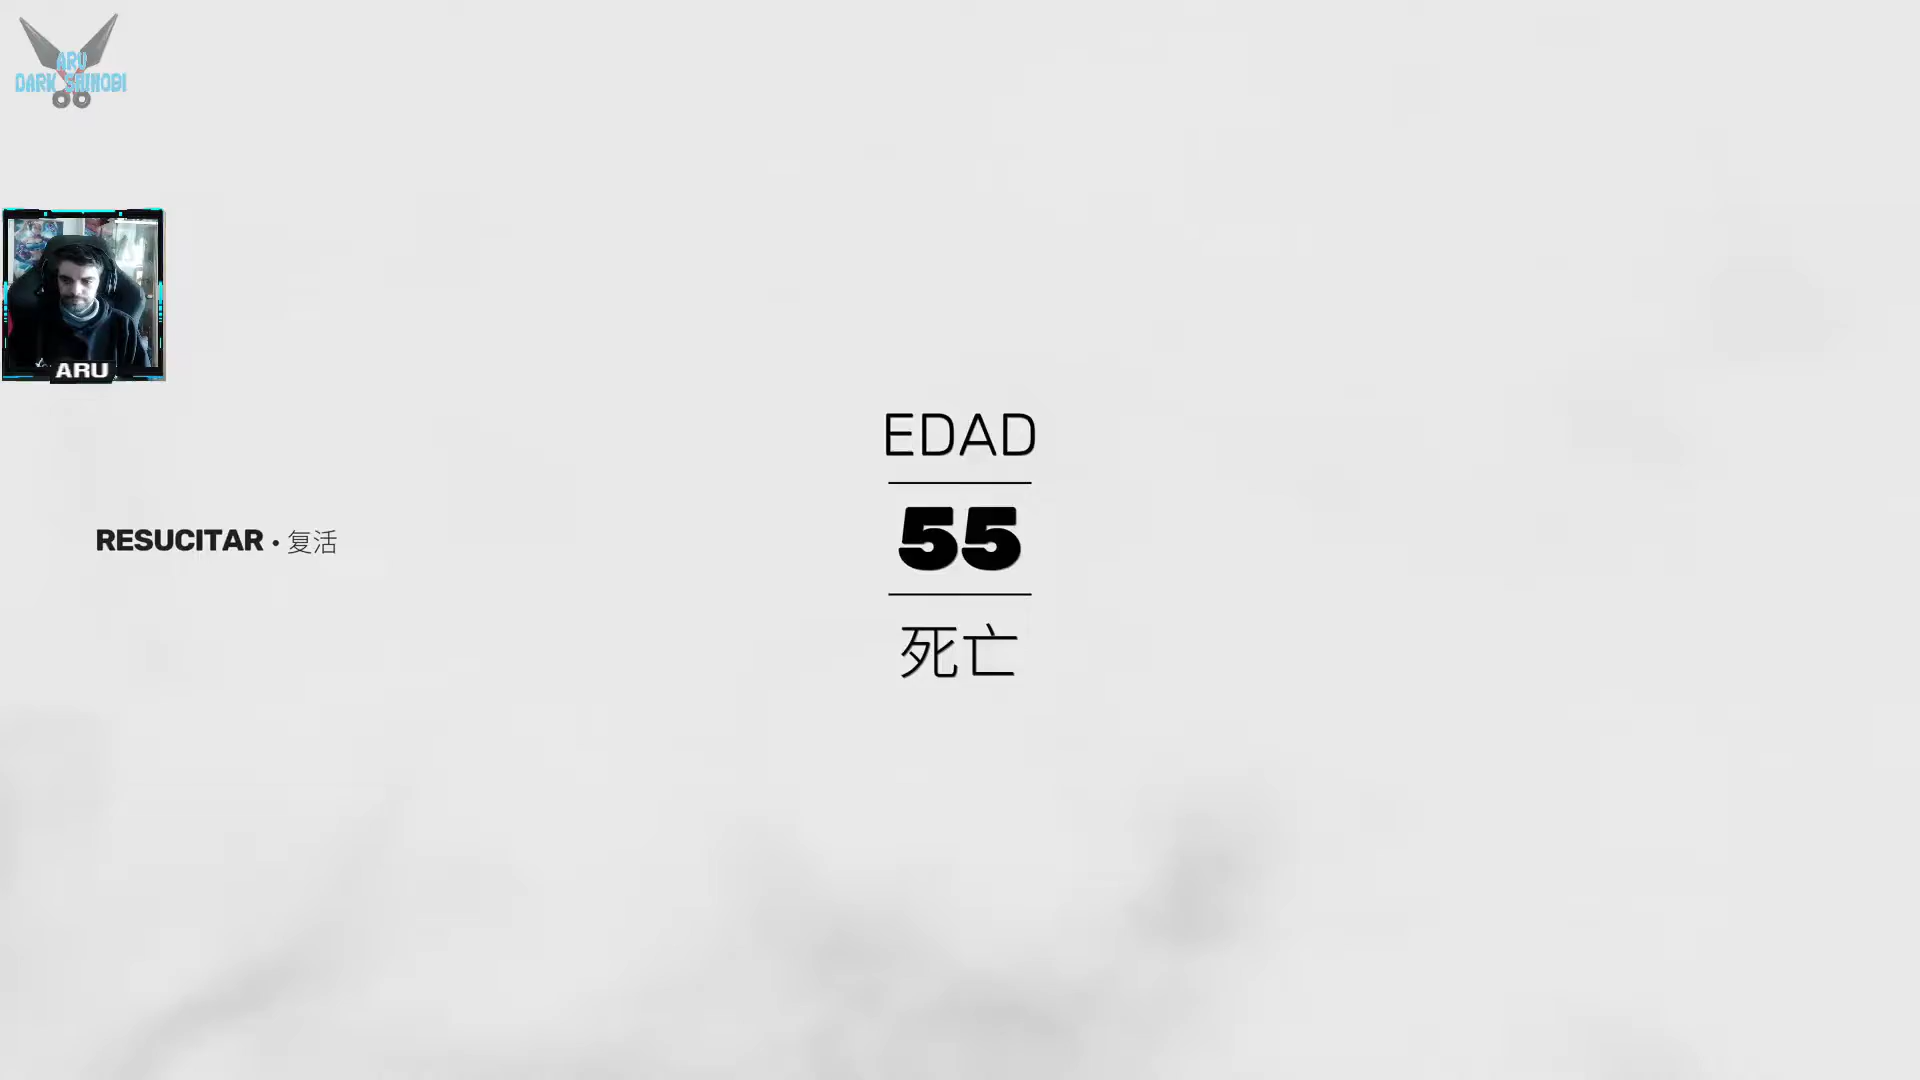 ARU
DARK SHINOBI
ARU
EDAD
55
死亡
RESUCITAR • 复活